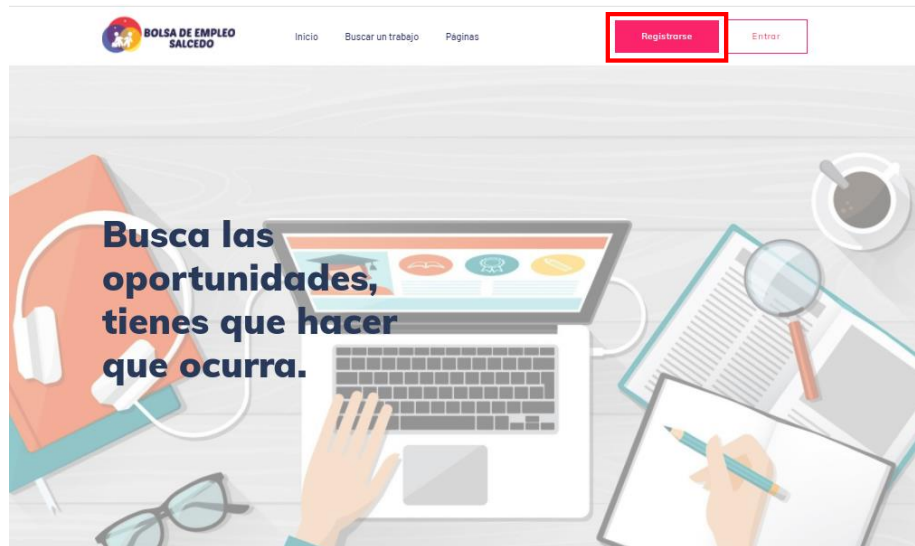 BOLSA DE EMPLEO
SALCEDO
Inicio
Buscar un trabajo
Páginas
Registrarse
Entrar
Busca las
oportunidades,
tienes que hacer
que ocurra.